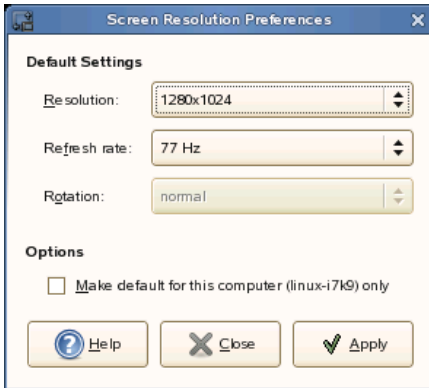 Screen Resolution Preferences
Default Settings
Resolution: 1280x1024
Refresh rate: 77 Hz
Rotation: normal
Options
Make default for this computer (linux-i7k9) only
Help Close Apply